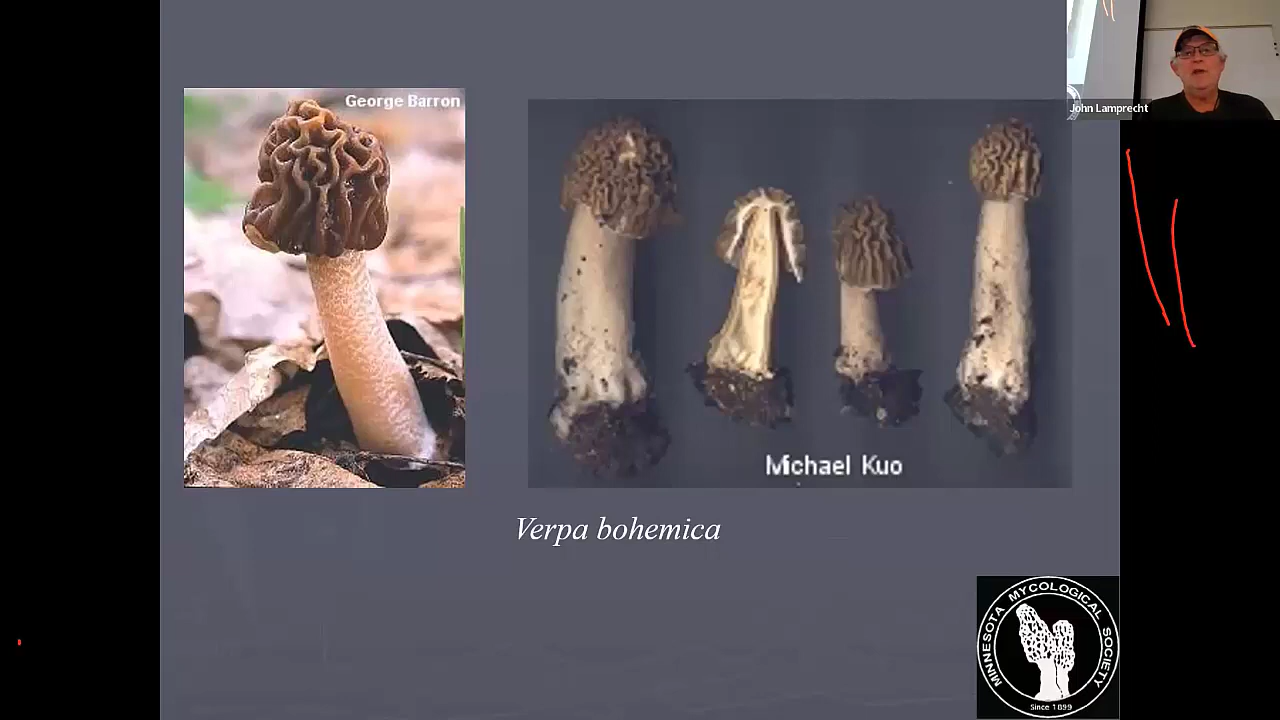 George Barron
John Lamprecht
Michael Kuo
Verpa bohemica
MINNESOTA MYCOLOGICAL SOCIETY
Since 1899